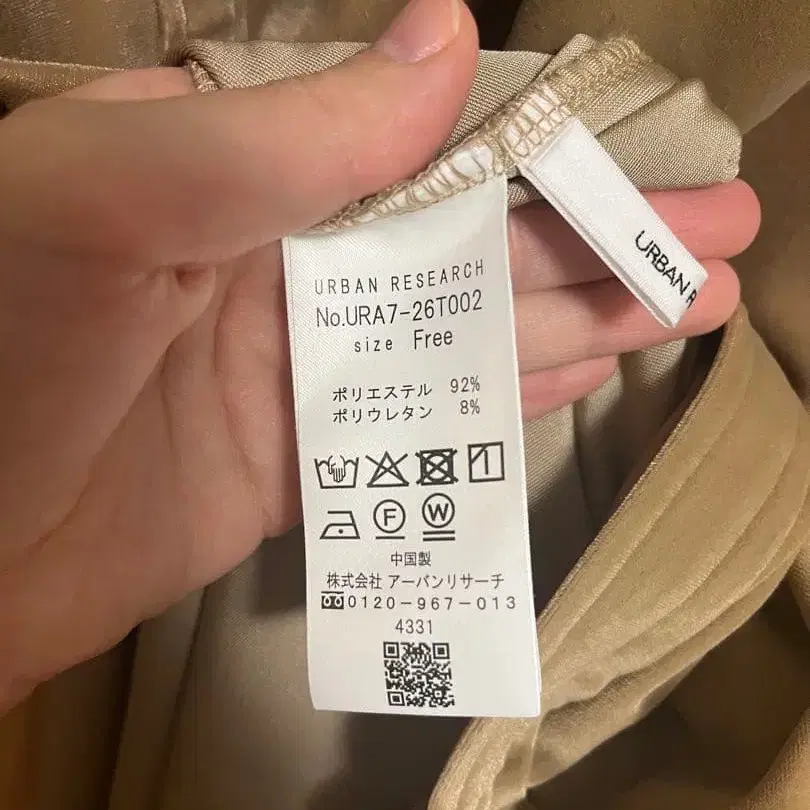 URBAN RESEARCH
No.URA7-26T002
size Free
ポリエステル 92%
ポリウレタン 8%
F W
中国製
株式会社 アーバンリサーチ
0120-967-013
4331
URBAN R